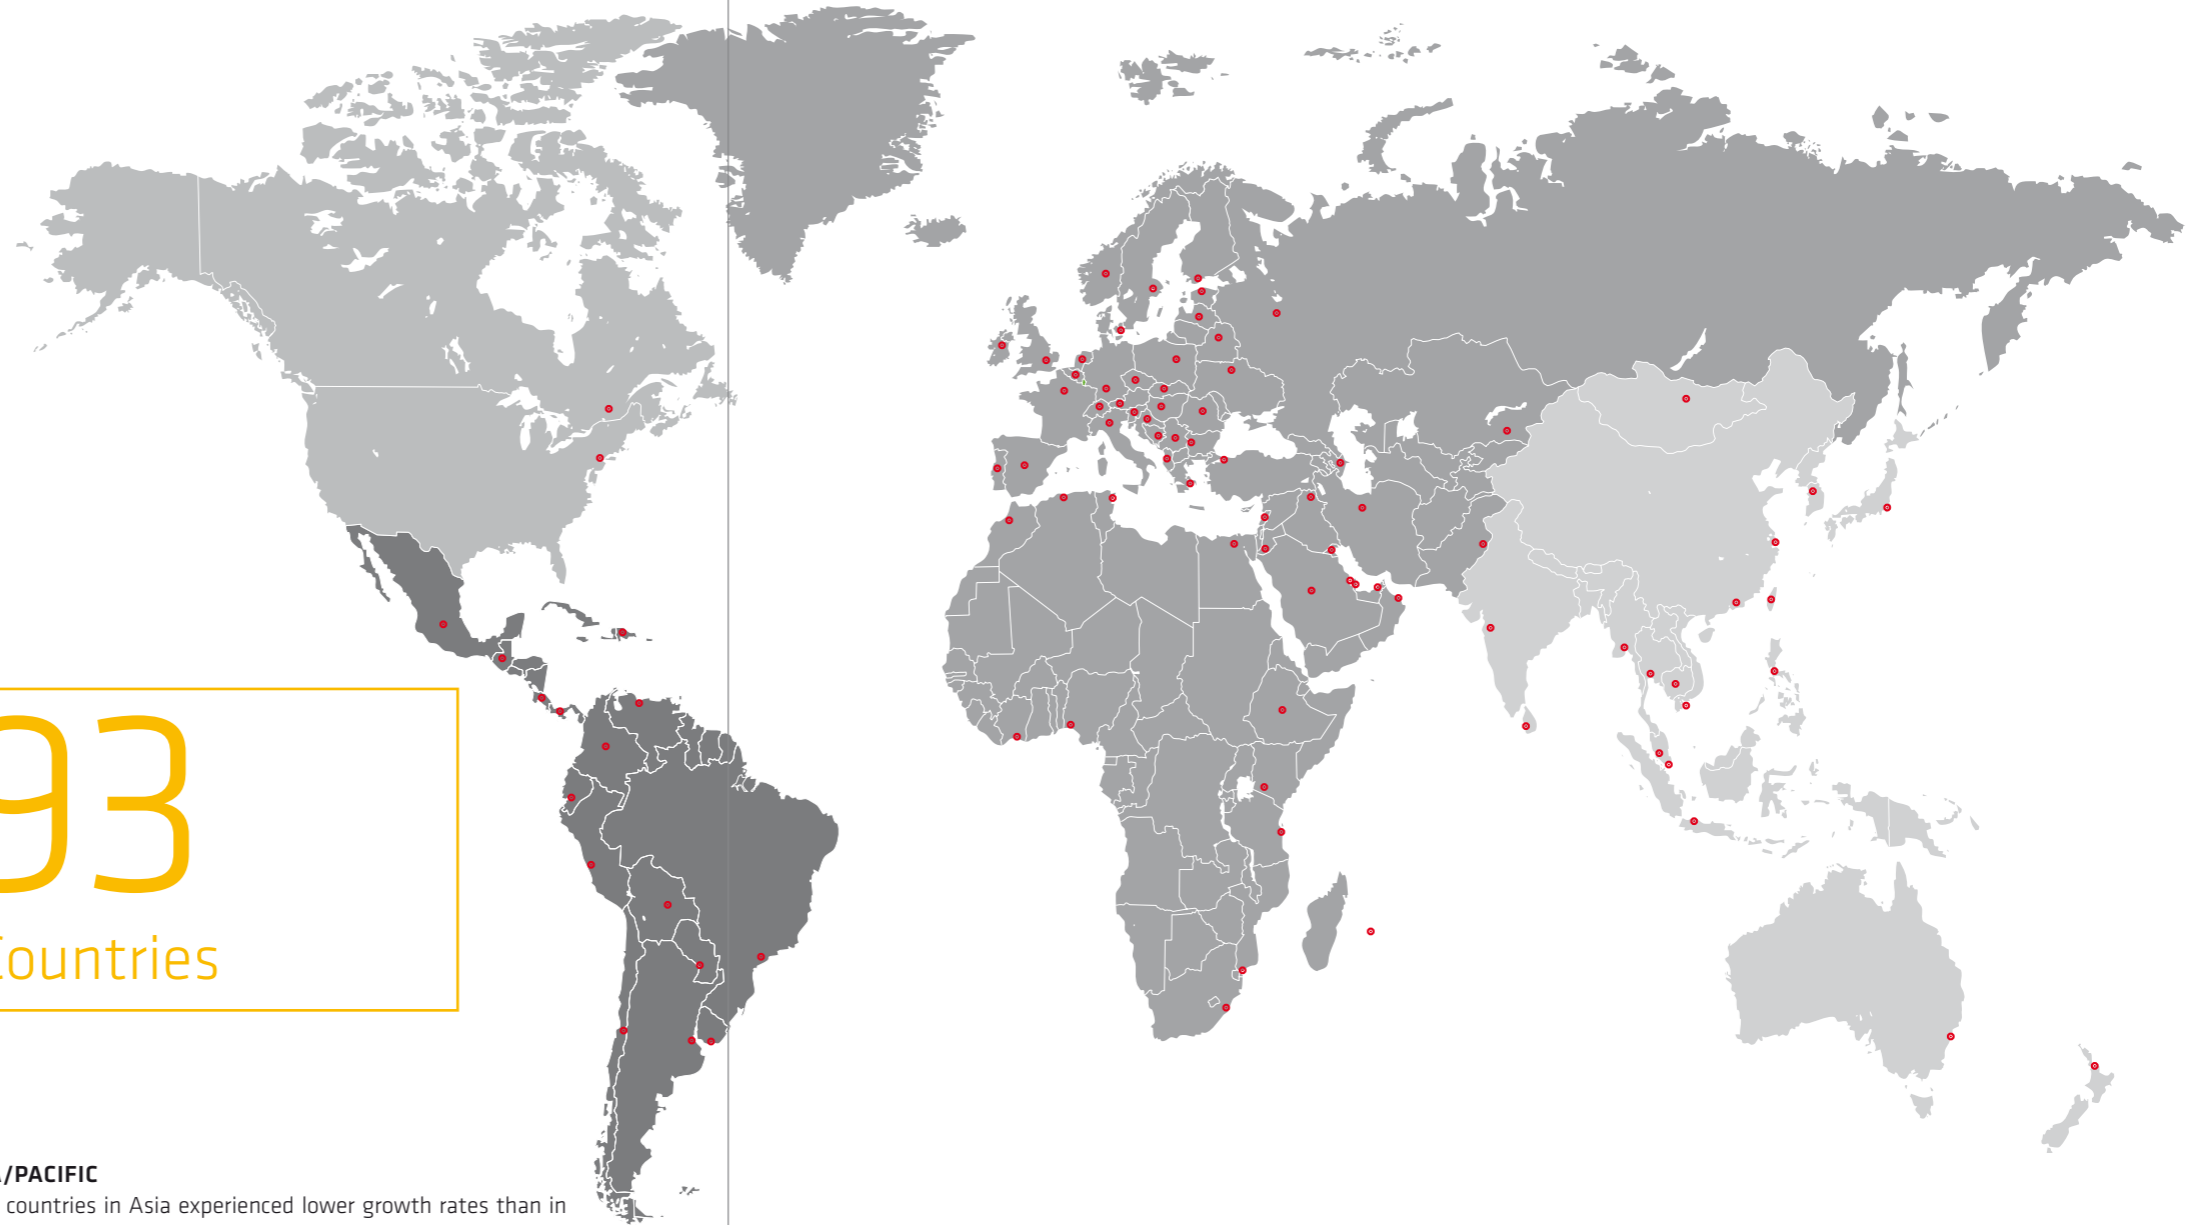 93
Countries
/PACIFIC
countries in Asia experienced lower growth rates than in